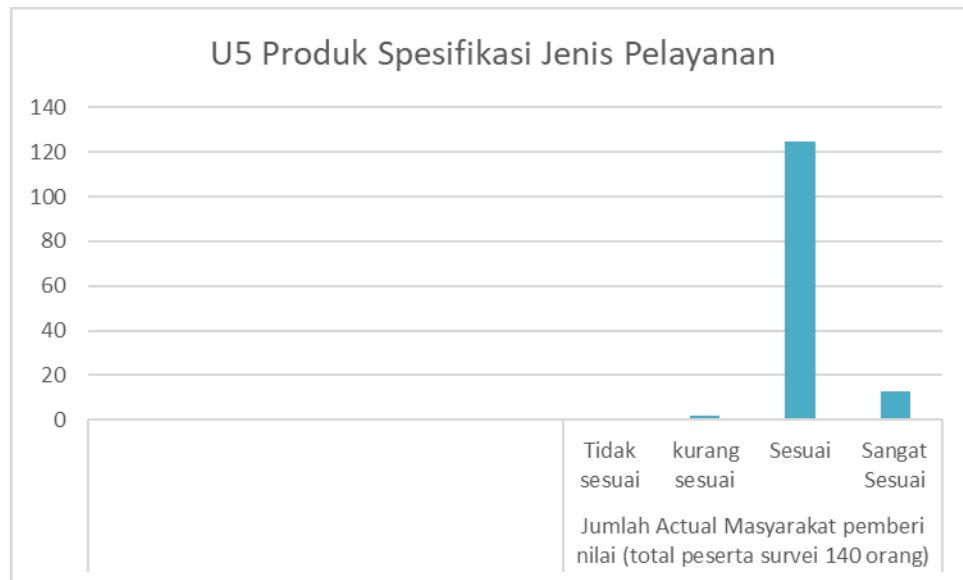 U5 Produk Spesifikasi Jenis Pelayanan
140
120
100
80
60
40
20
0
Tidak sesuai
kurang sesuai
Sesuai
Sangat Sesuai
Jumlah Actual Masyarakat pemberi
nilai (total peserta survei 140 orang)